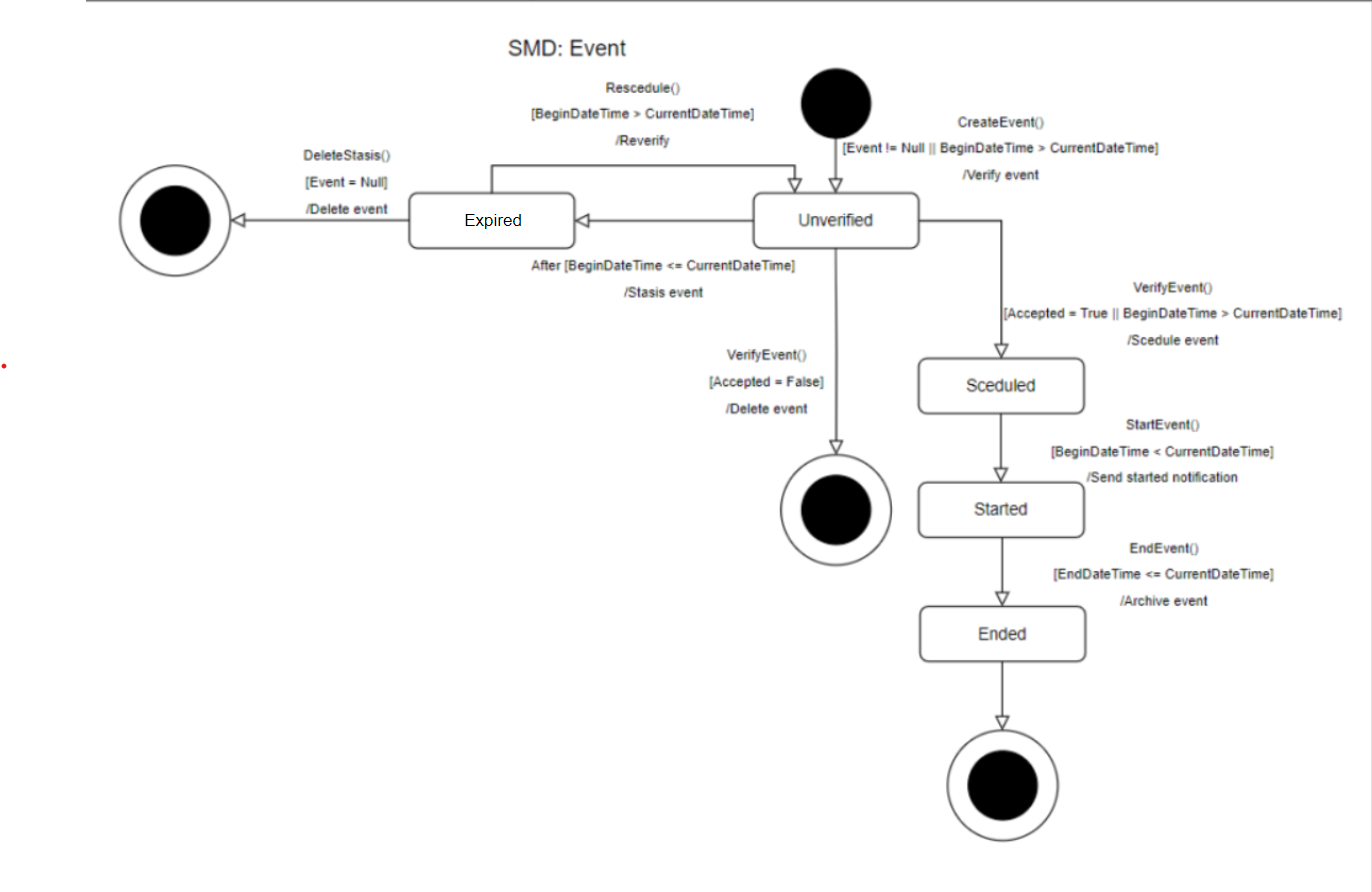 SMD: Event
Rescedule()
[BeginDateTime > CurrentDateTime]
/Reverify
CreateEvent()
[Event != Null || BeginDateTime > CurrentDateTime]
/Verify event
DeleteStasis()
[Event = Null]
/Delete event
Expired
Unverified
After [BeginDateTime <= CurrentDateTime]
/Stasis event
VerifyEvent()
[Accepted = True || BeginDateTime > CurrentDateTime]
/Scedule event
VerifyEvent()
[Accepted = False]
/Delete event
Sceduled
StartEvent()
[BeginDateTime < CurrentDateTime]
/Send started notification
Started
EndEvent()
[EndDateTime <= CurrentDateTime]
/Archive event
Ended